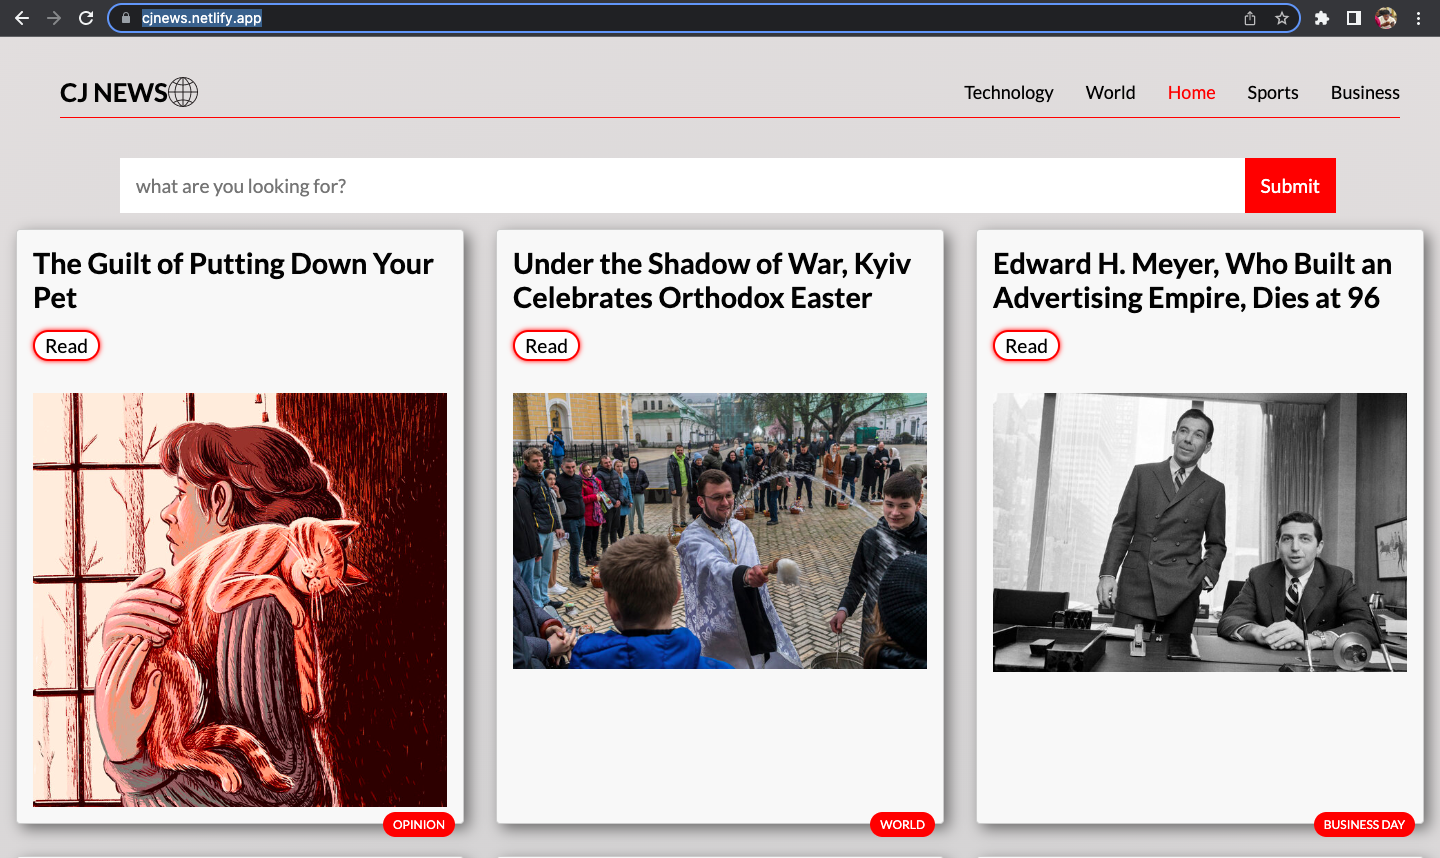 cjnews.netlify.app
CJ NEWS
Technology World Home Sports Business
what are you looking for? Submit
The Guilt of Putting Down Your
Pet
Read
OPINION
Under the Shadow of War, Kyiv
Celebrates Orthodox Easter
Read
WORLD
Edward H. Meyer, Who Built an
Advertising Empire, Dies at 96
Read
BUSINESS DAY